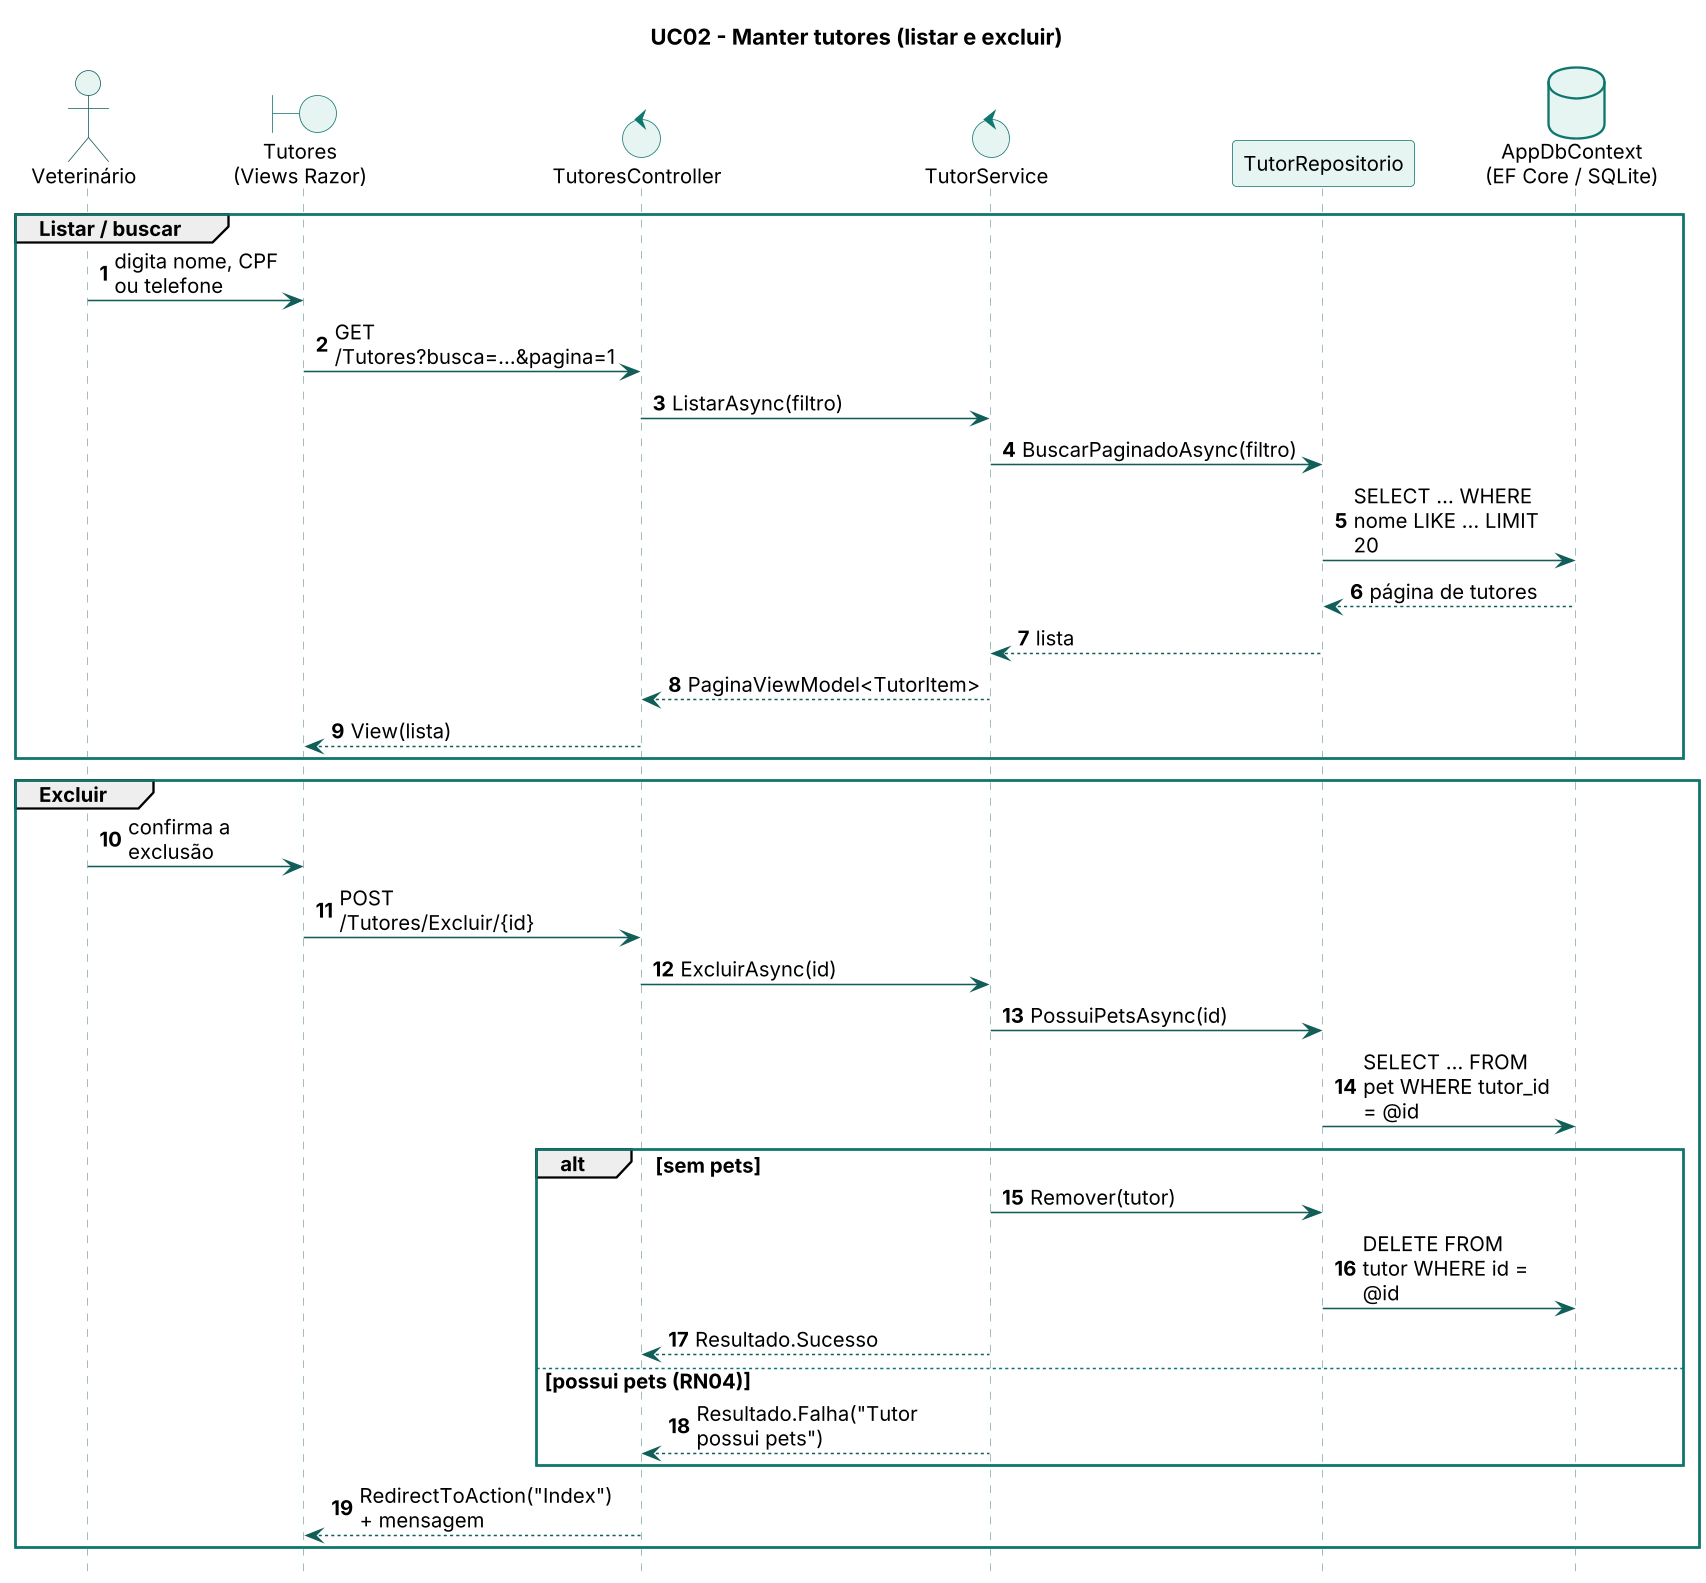 UC02 - Manter tutores (listar e excluir)
Veterinário
Tutores
(Views Razor)
TutoresController
TutorService
TutorRepositorio
AppDbContext
(EF Core / SQLite)
Listar / buscar
1 digita nome, CPF
ou telefone
2 GET
/Tutores?busca=...&pagina=1
3 ListarAsync(filtro)
4 BuscarPaginadoAsync(filtro)
5 SELECT ... WHERE
nome LIKE ... LIMIT
20
6 página de tutores
7 lista
8 PaginaViewModel<TutorItem>
9 View(lista)
Excluir
10 confirma a
exclusão
11 POST
/Tutores/Excluir/{id}
12 ExcluirAsync(id)
13 PossuiPetsAsync(id)
14 SELECT ... FROM
pet WHERE tutor_id
= @id
alt [sem pets]
15 Remover(tutor)
16 DELETE FROM
tutor WHERE id =
@id
17 Resultado.Sucesso
[possui pets (RN04)]
18 Resultado.Falha("Tutor
possui pets")
19 RedirectToAction("Index")
+ mensagem